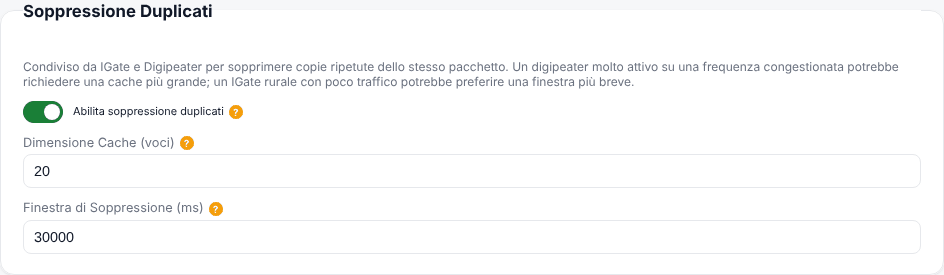 Soppressione Duplicati
Condiviso da IGate e Digipeater per sopprimere copie ripetute dello stesso pacchetto. Un digipeater molto attivo su una frequenza congestionata potrebbe
richiedere una cache più grande; un IGate rurale con poco traffico potrebbe preferire una finestra più breve.
Abilita soppressione duplicati ?
Dimensione Cache (voci) ?
20
Finestra di Soppressione (ms) ?
30000